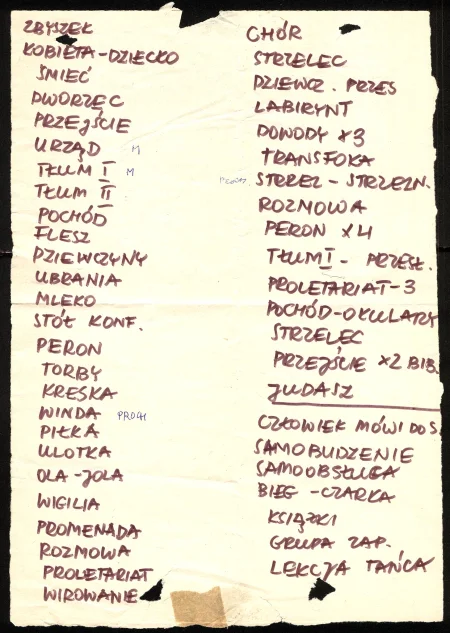 ZBYSZEK
KOBIETA-DZIECKO
ŚMIEĆ
DWORZEC
PRZEJŚCIE
URZĄD M
TŁUM I M
TŁUM II
POCHÓD
FLESZ
DZIEWCZYNY
UBRANIA
MLEKO
STÓŁ KONF.
PERON
TORBY
KRESKA
WINDA
PIŁKA
ULOTKA
OLA-JOLA
WIGILIA
PROMENADA
ROZMOWA
PROLETARIAT
WIROWANIE
CHÓR
STRZELEC
DZIEWCZ. PRZES
LABIRYNT
DOWODY x3
TRANSFOKA
STRZEL - STRZELN.
ROZMOWA
PERON x4
TŁUM I - PRZESŁ.
PROLETARIAT-3
POCHÓD-OKULARY
STRZELEC
PRZEJŚCIE x2 BIB.
JUDASZ
CZŁOWIEK MÓWI DO S.
SAMOBUDZENIE
SAMOOBSŁUGA
BIEG -CZARKA
KSIĄŻKI
GRUPA ZAP.
LEKCJA TAŃCA